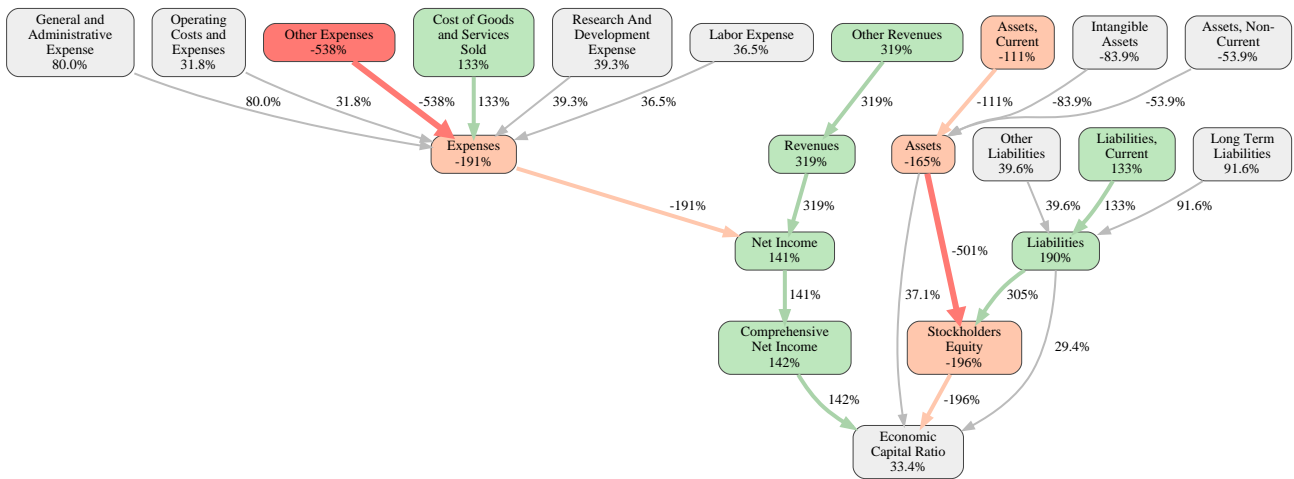 General and
Administrative
Expense
80.0%
Operating
Costs and
Expenses
31.8%
Other Expenses
-538%
Cost of Goods
and Services
Sold
133%
Research And
Development
Expense
39.3%
Labor Expense
36.5%
Other Revenues
319%
Assets,
Current
-111%
Intangible
Assets
-83.9%
Assets, Non-
Current
-53.9%
80.0%
31.8%
-538%
133%
39.3%
36.5%
319%
-111%
-83.9%
-53.9%
Expenses
-191%
Revenues
319%
Assets
-165%
Other
Liabilities
39.6%
Liabilities,
Current
133%
Long Term
Liabilities
91.6%
-191%
319%
39.6%
133%
91.6%
Net Income
141%
-501%
Liabilities
190%
141%
37.1%
305%
Comprehensive
Net Income
142%
Stockholders
Equity
-196%
29.4%
142%
-196%
Economic
Capital Ratio
33.4%